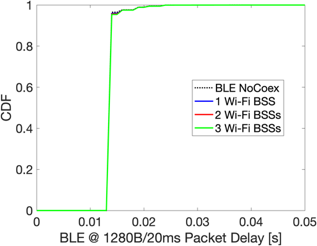 1
0.8
0.6
0.4
0.2
0
CDF
BLE NoCoex
1 Wi-Fi BSS
2 Wi-Fi BSSs
3 Wi-Fi BSSs
0 0.01 0.02 0.03 0.04 0.05
BLE @ 1280B/20ms Packet Delay [s]